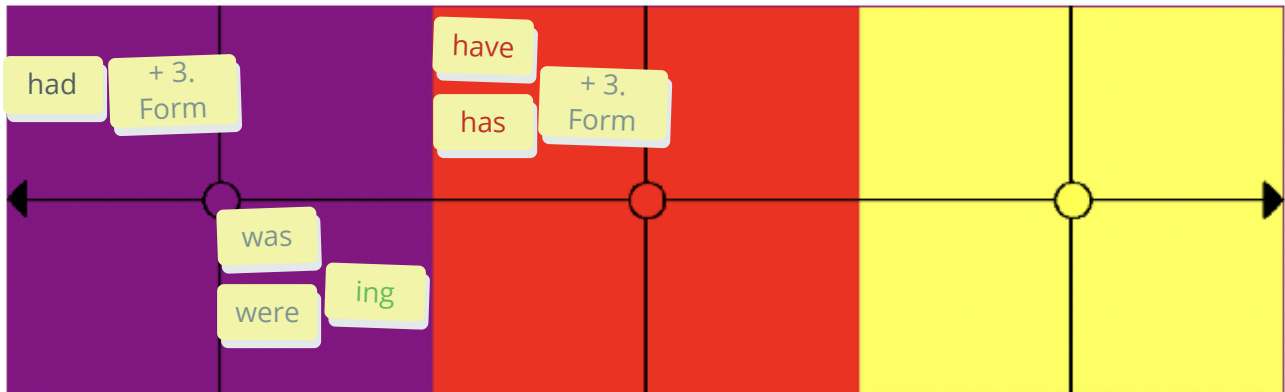 had
+ 3.
Form
have
has
+ 3.
Form
was
were
ing